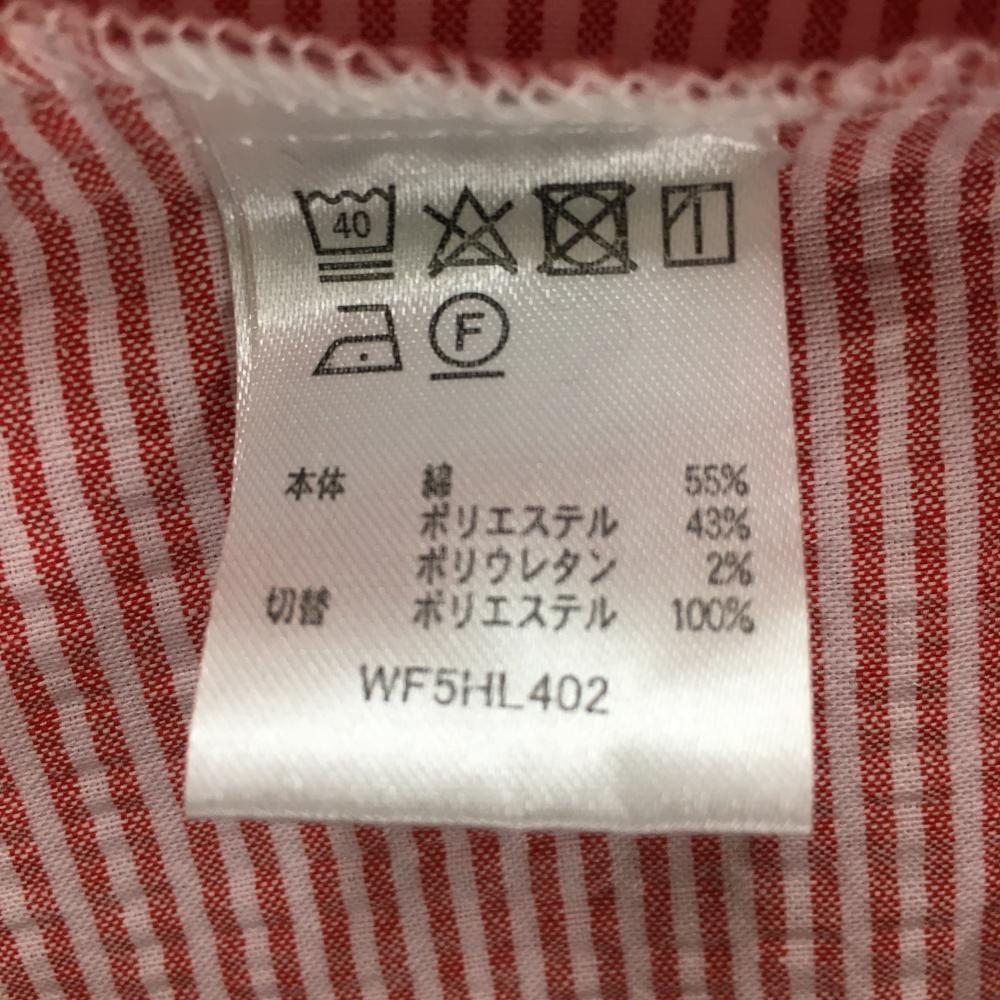 40
F
本体 綿 55%
ポリエステル 43%
ポリウレタン 2%
切替 ポリエステル 100%
WF5HL402